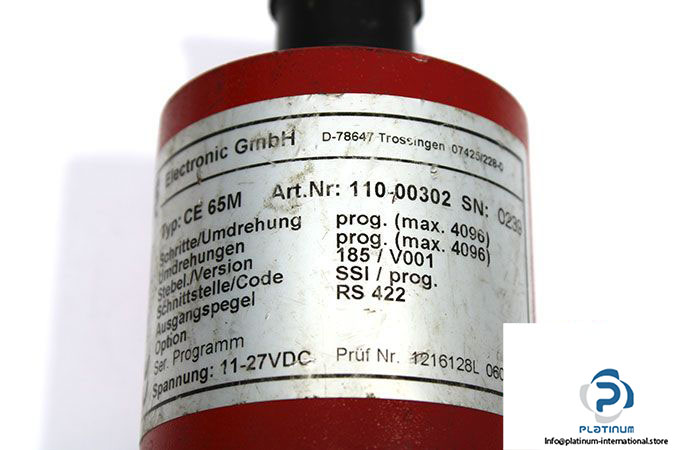 Electronic GmbH D-78647 Trossingen 07425/228-0
Typ: CE 65M Art.Nr: 110-00302 SN: 0239
Schritte/Umdrehung prog. (max. 4096)
Umdrehungen prog. (max. 4096)
Stebel./Version 185 / V001
Schnittstelle/Code SSI / prog.
Ausgangspegel RS 422
Option
Ser. Programm
Spannung: 11-27VDC Prüf Nr. 1216128L 060
PLATINUM
Info@platinum-international.store